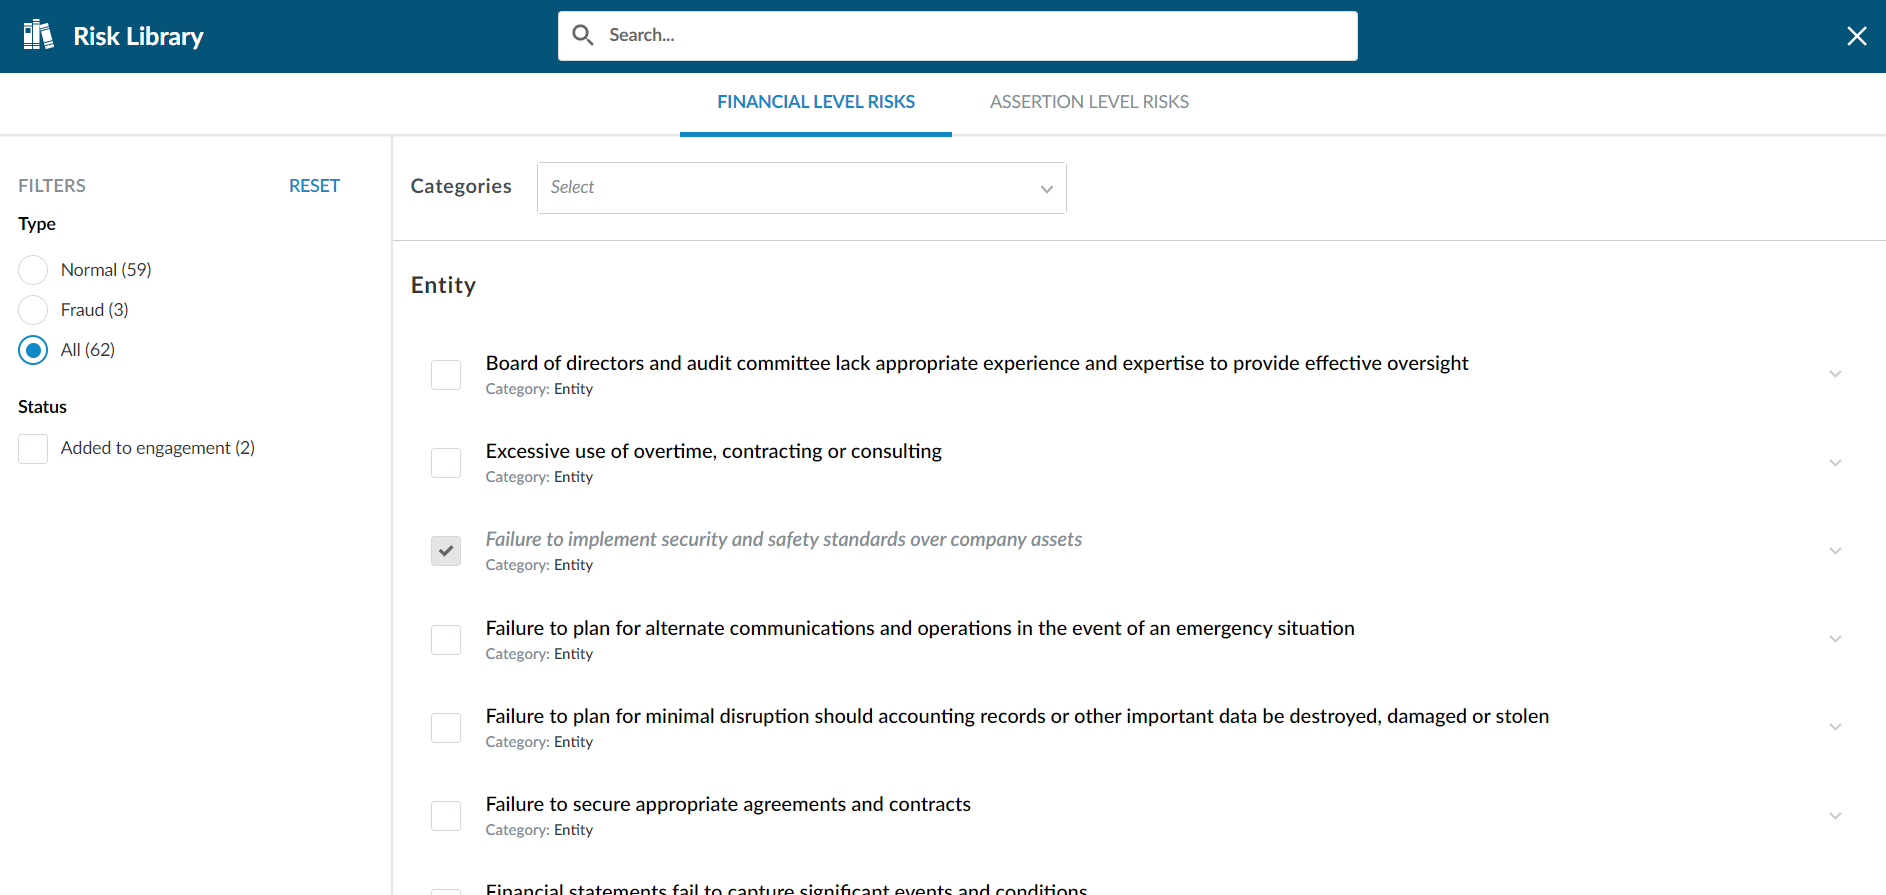 Risk Library
Search...
FINANCIAL LEVEL RISKS
ASSERTION LEVEL RISKS
FILTERS
RESET
Type
Normal (59)
Fraud (3)
All (62)
Status
Added to engagement (2)
Categories
Select
Entity
Board of directors and audit committee lack appropriate experience and expertise to provide effective oversight
Category: Entity
Excessive use of overtime, contracting or consulting
Category: Entity
Failure to implement security and safety standards over company assets
Category: Entity
Failure to plan for alternate communications and operations in the event of an emergency situation
Category: Entity
Failure to plan for minimal disruption should accounting records or other important data be destroyed, damaged or stolen
Category: Entity
Failure to secure appropriate agreements and contracts
Category: Entity
Financial statements fail to capture significant events and conditions